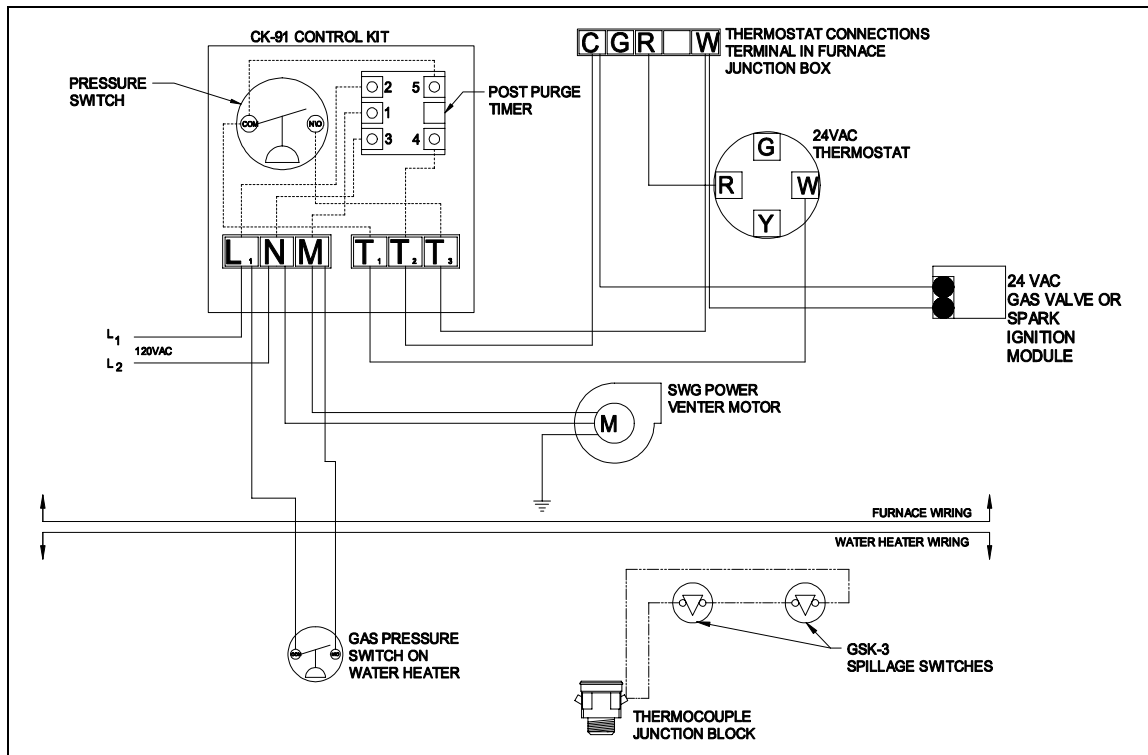 CK-91 CONTROL KIT
PRESSURE
SWITCH
COM
O\N
2
1
3
5
4
POST PURGE
TIMER
L1
N
M
T1
T2
T3
C
G
R
W
THERMOSTAT CONNECTIONS
TERMINAL IN FURNACE
JUNCTION BOX
24VAC
THERMOSTAT
G
R
W
Y
24 VAC
GAS VALVE OR
SPARK
IGNITION
MODULE
L1
120VAC
L2
SWG POWER
VENTER MOTOR
M
FURNACE WIRING
WATER HEATER WIRING
GAS PRESSURE
SWITCH ON
WATER HEATER
GSK-3
SPILLAGE SWITCHES
THERMOCOUPLE
JUNCTION BLOCK